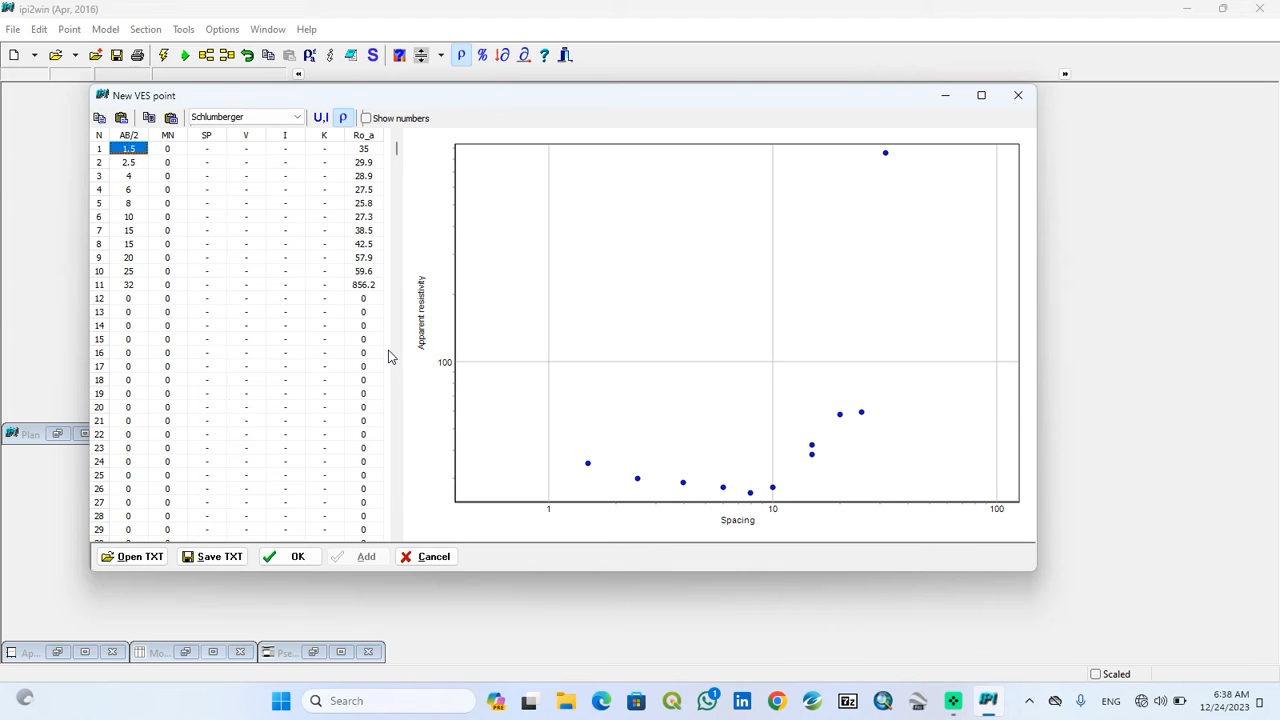 ipi2win (Apr, 2016)
File Edit Point Model Section Tools Options Window Help
New VES point
Schlumberger U,I ρ Show numbers
N AB/2 MN SP V I K Ro_a
1 1.5 0 - - - - 35
2 2.5 0 - - - - 29.9
3 4 0 - - - - 28.9
4 6 0 - - - - 27.5
5 8 0 - - - - 25.8
6 10 0 - - - - 27.3
7 15 0 - - - - 38.5
8 15 0 - - - - 42.5
9 20 0 - - - - 57.9
10 25 0 - - - - 59.6
11 32 0 - - - - 856.2
12 0 0 - - - - 0
13 0 0 - - - - 0
14 0 0 - - - - 0
15 0 0 - - - - 0
16 0 0 - - - - 0
17 0 0 - - - - 0
18 0 0 - - - - 0
19 0 0 - - - - 0
20 0 0 - - - - 0
21 0 0 - - - - 0
22 0 0 - - - - 0
23 0 0 - - - - 0
24 0 0 - - - - 0
25 0 0 - - - - 0
26 0 0 - - - - 0
27 0 0 - - - - 0
28 0 0 - - - - 0
29 0 0 - - - - 0
Apparent resistivity
100
1 10 100
Spacing
Open TXT Save TXT OK Add Cancel
Plan
Ap... Mo... Pse...
Scaled
Search
1
7z
IPI
ENG
6:38 AM
12/24/2023